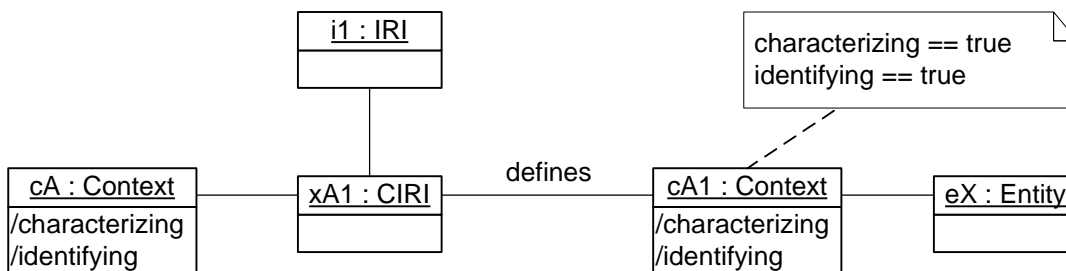 i1 : IRI
characterizing == true
identifying == true
defines
cA : Context
/characterizing
/identifying
xA1 : CIRI
cA1 : Context
/characterizing
/identifying
eX : Entity